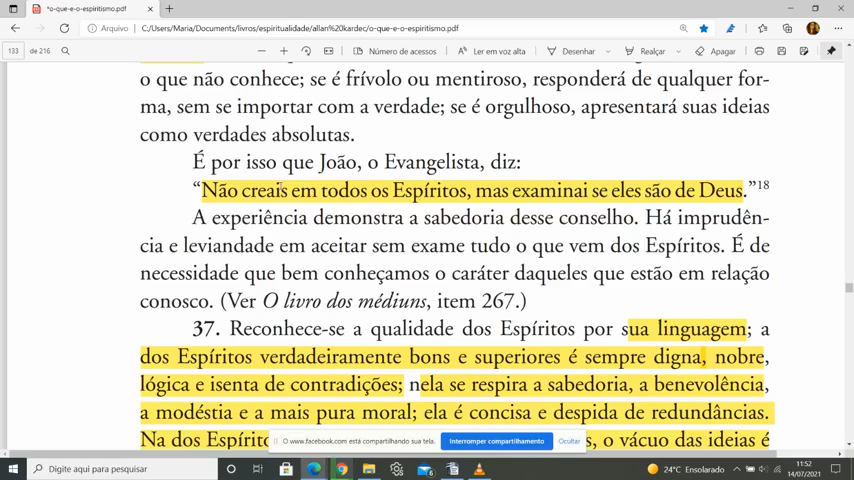 *o-que-e-o-espiritismo.pdf
Arquivo | C:/Users/Maria/Documents/livros/espiritualidade/allan%20kardec/o-que-e-o-espiritismo.pdf
133 de 216 Número de acessos Ler em voz alta Desenhar Realçar Apagar
o que não conhece; se é frívolo ou mentiroso, responderá de qualquer for-
ma, sem se importar com a verdade; se é orgulhoso, apresentará suas ideias
como verdades absolutas.
É por isso que João, o Evangelista, diz:
“Não creais em todos os Espíritos, mas examinai se eles são de Deus.”18
A experiência demonstra a sabedoria desse conselho. Há imprudên-
cia e leviandade em aceitar sem exame tudo o que vem dos Espíritos. É de
necessidade que bem conheçamos o caráter daqueles que estão em relação
conosco. (Ver O livro dos médiuns, item 267.)
37. Reconhece-se a qualidade dos Espíritos por sua linguagem; a
dos Espíritos verdadeiramente bons e superiores é sempre digna, nobre,
lógica e isenta de contradições; nela se respira a sabedoria, a benevolência,
a modéstia e a mais pura moral; ela é concisa e despida de redundâncias.
Na dos Espírito s, o vácuo das ideias é
O www.facebook.com está compartilhando sua tela. Interromper compartilhamento Ocultar
Digite aqui para pesquisar 6 24°C Ensolarado 11:52
14/07/2021